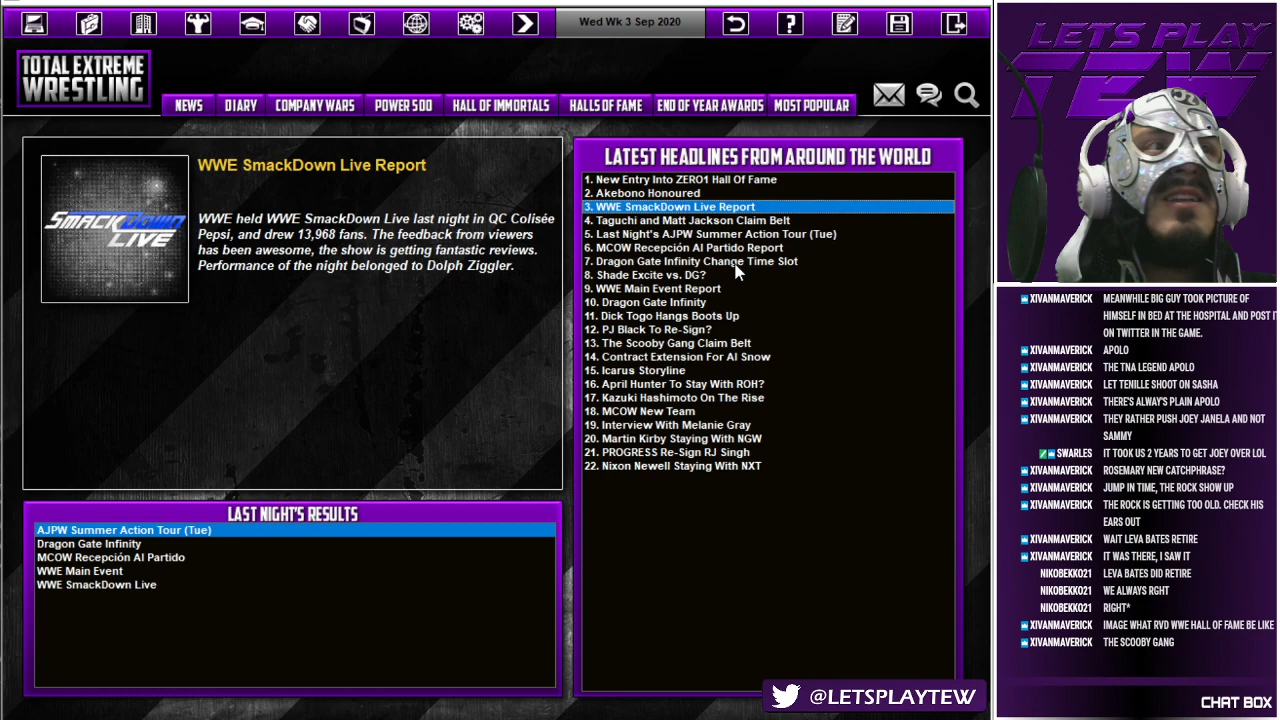 Wed Wk 3 Sep 2020
TOTAL EXTREME
WRESTLING
NEWS
DIARY
COMPANY WARS
POWER 500
HALL OF IMMORTALS
HALLS OF FAME
END OF YEAR AWARDS
MOST POPULAR
SMACKDOWN
LIVE
WWE SmackDown Live Report
WWE held WWE SmackDown Live last night in QC Colisée
Pepsi, and drew 13,968 fans. The feedback from viewers
has been awesome, the show is getting fantastic reviews.
Performance of the night belonged to Dolph Ziggler.
LAST NIGHT'S RESULTS
AJPW Summer Action Tour (Tue)
Dragon Gate Infinity
MCOW Recepción Al Partido
WWE Main Event
WWE SmackDown Live
LATEST HEADLINES FROM AROUND THE WORLD
1. New Entry Into ZERO1 Hall Of Fame
2. Akebono Honoured
3. WWE SmackDown Live Report
4. Taguchi and Matt Jackson Claim Belt
5. Last Night's AJPW Summer Action Tour (Tue)
6. MCOW Recepción Al Partido Report
7. Dragon Gate Infinity Change Time Slot
8. Shade Excite vs. DG?
9. WWE Main Event Report
10. Dragon Gate Infinity
11. Dick Togo Hangs Boots Up
12. PJ Black To Re-Sign?
13. The Scooby Gang Claim Belt
14. Contract Extension For Al Snow
15. Icarus Storyline
16. April Hunter To Stay With ROH?
17. Kazuki Hashimoto On The Rise
18. MCOW New Team
19. Interview With Melanie Gray
20. Martin Kirby Staying With NGW
21. PROGRESS Re-Sign RJ Singh
22. Nixon Newell Staying With NXT
@LETSPLAYTEW
LETS PLAY
TEW
XIVANMAVERICK MEANWHILE BIG GUY TOOK PICTURE OF
HIMSELF IN BED AT THE HOSPITAL AND POST I
ON TWITTER IN THE GAME.
XIVANMAVERICK APOLO
XIVANMAVERICK THE TNA LEGEND APOLO
XIVANMAVERICK LET TENILLE SHOOT ON SASHA
XIVANMAVERICK THERE'S ALWAY'S PLAIN APOLO
XIVANMAVERICK THEY RATHER PUSH JOEY JANELA AND NOT
SAMMY
SWARLES IT TOOK US 2 YEARS TO GET JOEY OVER LOL
XIVANMAVERICK ROSEMARY NEW CATCHPHRASE?
XIVANMAVERICK JUMP IN TIME, THE ROCK SHOW UP
XIVANMAVERICK THE ROCK IS GETTING TOO OLD. CHECK HIS
EARS OUT
XIVANMAVERICK WAIT LEVA BATES RETIRE
XIVANMAVERICK IT WAS THERE, I SAW IT
NIKOBEKKO21 LEVA BATES DID RETIRE
NIKOBEKKO21 WE ALWAYS RGHT
NIKOBEKKO21 RIGHT*
XIVANMAVERICK IMAGE WHAT RVD WWE HALL OF FAME BE LIKE
XIVANMAVERICK THE SCOOBY GANG
CHAT BOX